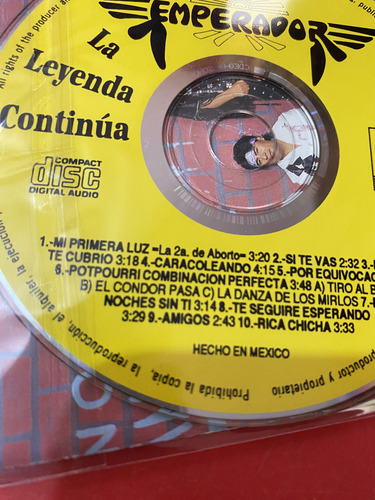 All rights of the producer and
EMPERADOR
La
Leyenda
Continúa
COMPACT
disc
DIGITAL AUDIO
1.-MI PRIMERA LUZ =La 2a. de Aborto= 3:20 2.-SI TE VAS 2:32 3.-
TE CUBRIO 3:18 4.-CARACOLEANDO 4:15 5.-POR EQUIVOCAC
6.-POTPOURRI COMBINACION PERFECTA 3:48 A) TIRO AL B
B) EL CONDOR PASA C) LA DANZA DE LOS MIRLOS 7.-
NOCHES SIN TI 3:14 8.-TE SEGUIRE ESPERANDO
3:29 9.-AMIGOS 2:43 10.-RICA CHICHA 3:33
HECHO EN MEXICO
Prohibida la copia, la reproducción, el alquiler, la ejecución
productor y propietario